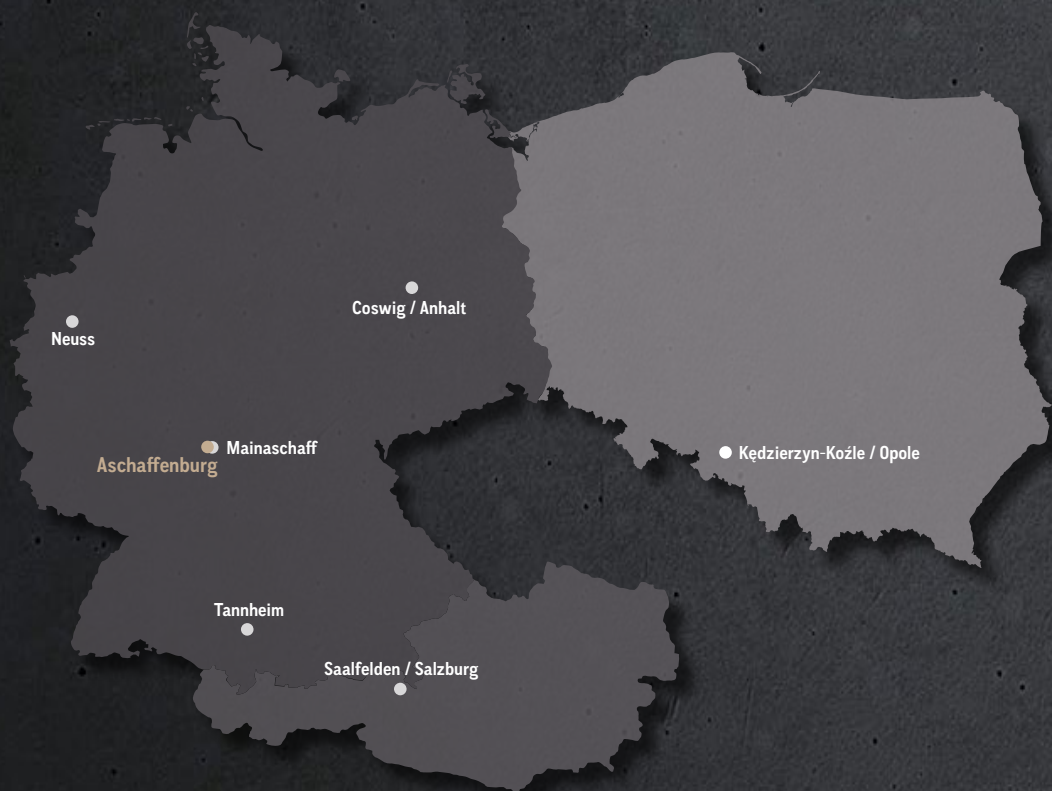 Coswig / Anhalt
Neuss
Mainaschaff
Aschaffenburg
Kędzierzyn-Koźle / Opole
Tannheim
Saalfelden / Salzburg